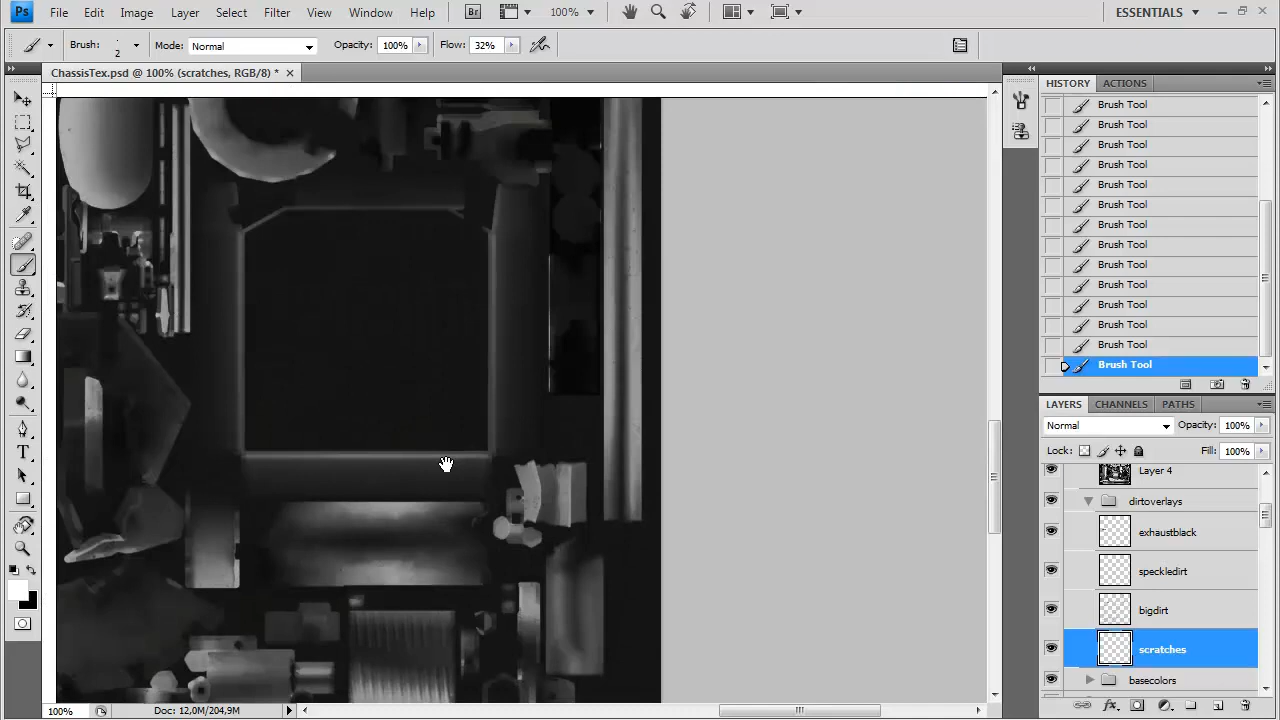 Ps File Edit Image Layer Select Filter View Window Help Br 100% ESSENTIALS
Brush: 2 Mode: Normal Opacity: 100% Flow: 32%
ChassisTex.psd @ 100% (scratches, RGB/8) *
HISTORY ACTIONS
Brush Tool
Brush Tool
Brush Tool
Brush Tool
Brush Tool
Brush Tool
Brush Tool
Brush Tool
Brush Tool
Brush Tool
Brush Tool
Brush Tool
Brush Tool
Brush Tool
LAYERS CHANNELS PATHS
Normal Opacity: 100%
Lock: Fill: 100%
Layer 4
dirtoverlays
exhaustblack
speckledirt
bigdirt
scratches
basecolors
100% Doc: 12,0M/204,9M